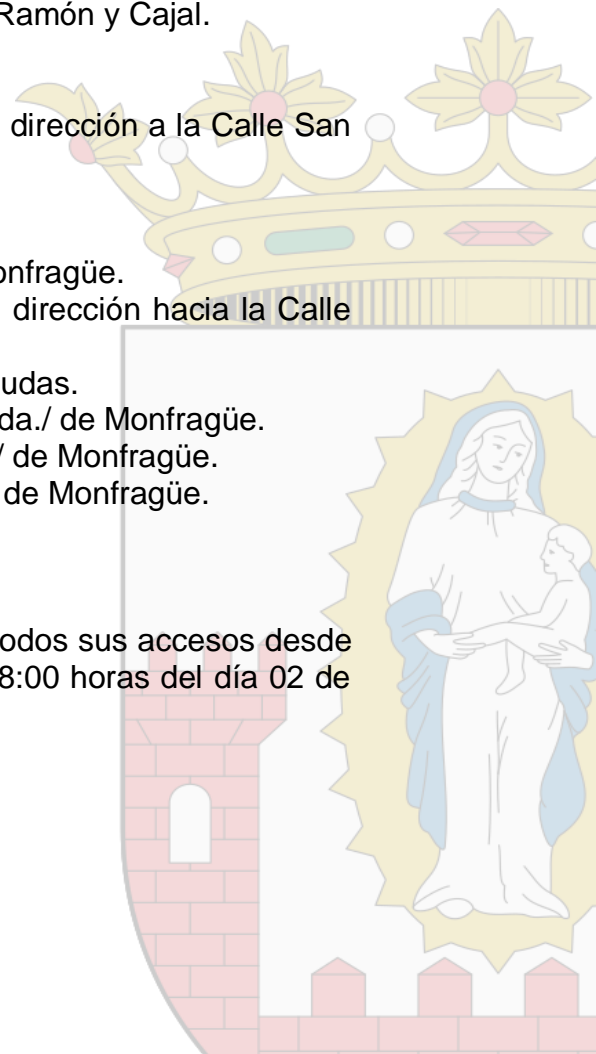 Ramón y Cajal.
dirección a la Calle San
onfragüe.
dirección hacia la Calle
udas.
da./ de Monfragüe.
/ de Monfragüe.
de Monfragüe.
odos sus accesos desde
8:00 horas del día 02 de